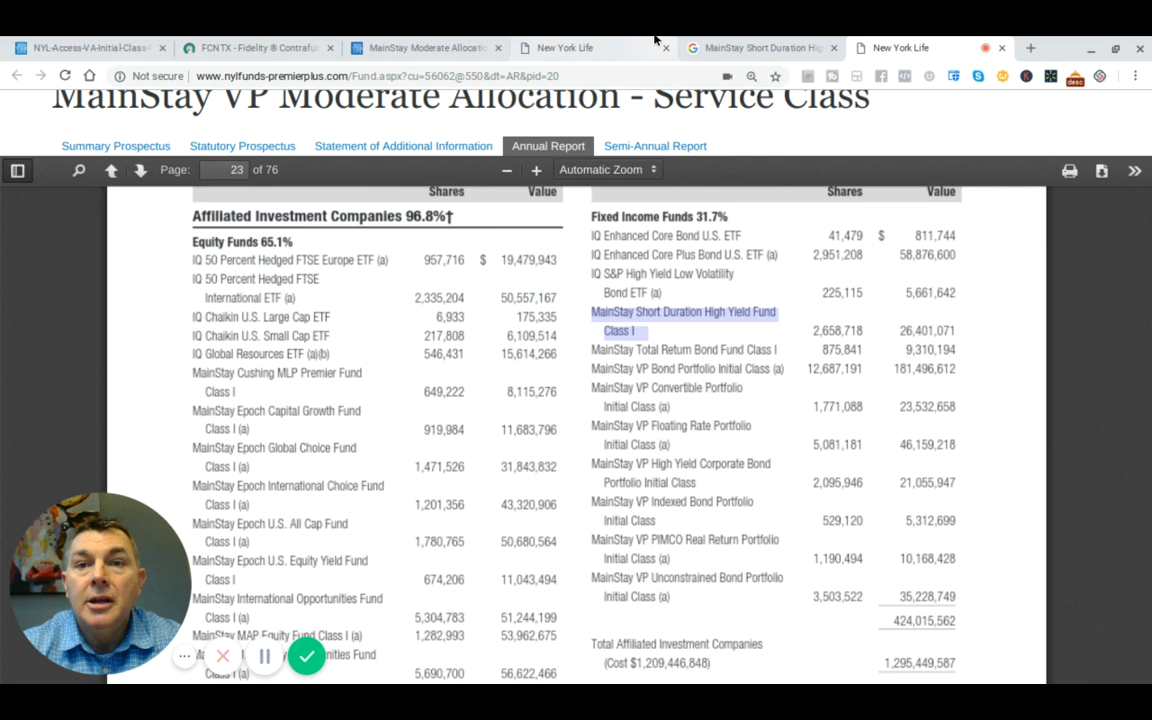 NYL-Access-VA-Initial-Class-
FCNTX - Fidelity ® Contrafur
MainStay Moderate Allocatio
New York Life
MainStay Short Duration Hig
New York Life
Not secure
www.nylfunds-premierplus.com/Fund.aspx?cu=56062@550&dt=AR&pid=20
desc
MainStay VP Moderate Allocation - Service Class
Summary Prospectus
Statutory Prospectus
Statement of Additional Information
Annual Report
Semi-Annual Report
Page:
23 of 76
Automatic Zoom
Shares Value
Affiliated Investment Companies 96.8%†
Equity Funds 65.1%
IQ 50 Percent Hedged FTSE Europe ETF (a) 957,716 $ 19,479,943
IQ 50 Percent Hedged FTSE
International ETF (a) 2,335,204 50,557,167
IQ Chaikin U.S. Large Cap ETF 6,933 175,335
IQ Chaikin U.S. Small Cap ETF 217,808 6,109,514
IQ Global Resources ETF (a)(b) 546,431 15,614,266
MainStay Cushing MLP Premier Fund
Class I 649,222 8,115,276
MainStay Epoch Capital Growth Fund
Class I (a) 919,984 11,683,796
MainStay Epoch Global Choice Fund
Class I (a) 1,471,526 31,843,832
MainStay Epoch International Choice Fund
Class I (a) 1,201,356 43,320,906
MainStay Epoch U.S. All Cap Fund
Class I (a) 1,780,765 50,680,564
MainStay Epoch U.S. Equity Yield Fund
Class I 674,206 11,043,494
MainStay International Opportunities Fund
Class I (a) 5,304,783 51,244,199
MainStay MAP Equity Fund Class I (a) 1,282,993 53,962,675
Fund
Class I (a) 5,690,700 56,622,466
Shares Value
Fixed Income Funds 31.7%
IQ Enhanced Core Bond U.S. ETF 41,479 $ 811,744
IQ Enhanced Core Plus Bond U.S. ETF (a) 2,951,208 58,876,600
IQ S&P High Yield Low Volatility
Bond ETF (a) 225,115 5,661,642
MainStay Short Duration High Yield Fund
Class I 2,658,718 26,401,071
MainStay Total Return Bond Fund Class I 875,841 9,310,194
MainStay VP Bond Portfolio Initial Class (a) 12,687,191 181,496,612
MainStay VP Convertible Portfolio
Initial Class (a) 1,771,088 23,532,658
MainStay VP Floating Rate Portfolio
Initial Class (a) 5,081,181 46,159,218
MainStay VP High Yield Corporate Bond
Portfolio Initial Class 2,095,946 21,055,947
MainStay VP Indexed Bond Portfolio
Initial Class 529,120 5,312,699
MainStay VP PIMCO Real Return Portfolio
Initial Class (a) 1,190,494 10,168,428
MainStay VP Unconstrained Bond Portfolio
Initial Class (a) 3,503,522 35,228,749
424,015,562
Total Affiliated Investment Companies
(Cost $1,209,446,848) 1,295,449,587